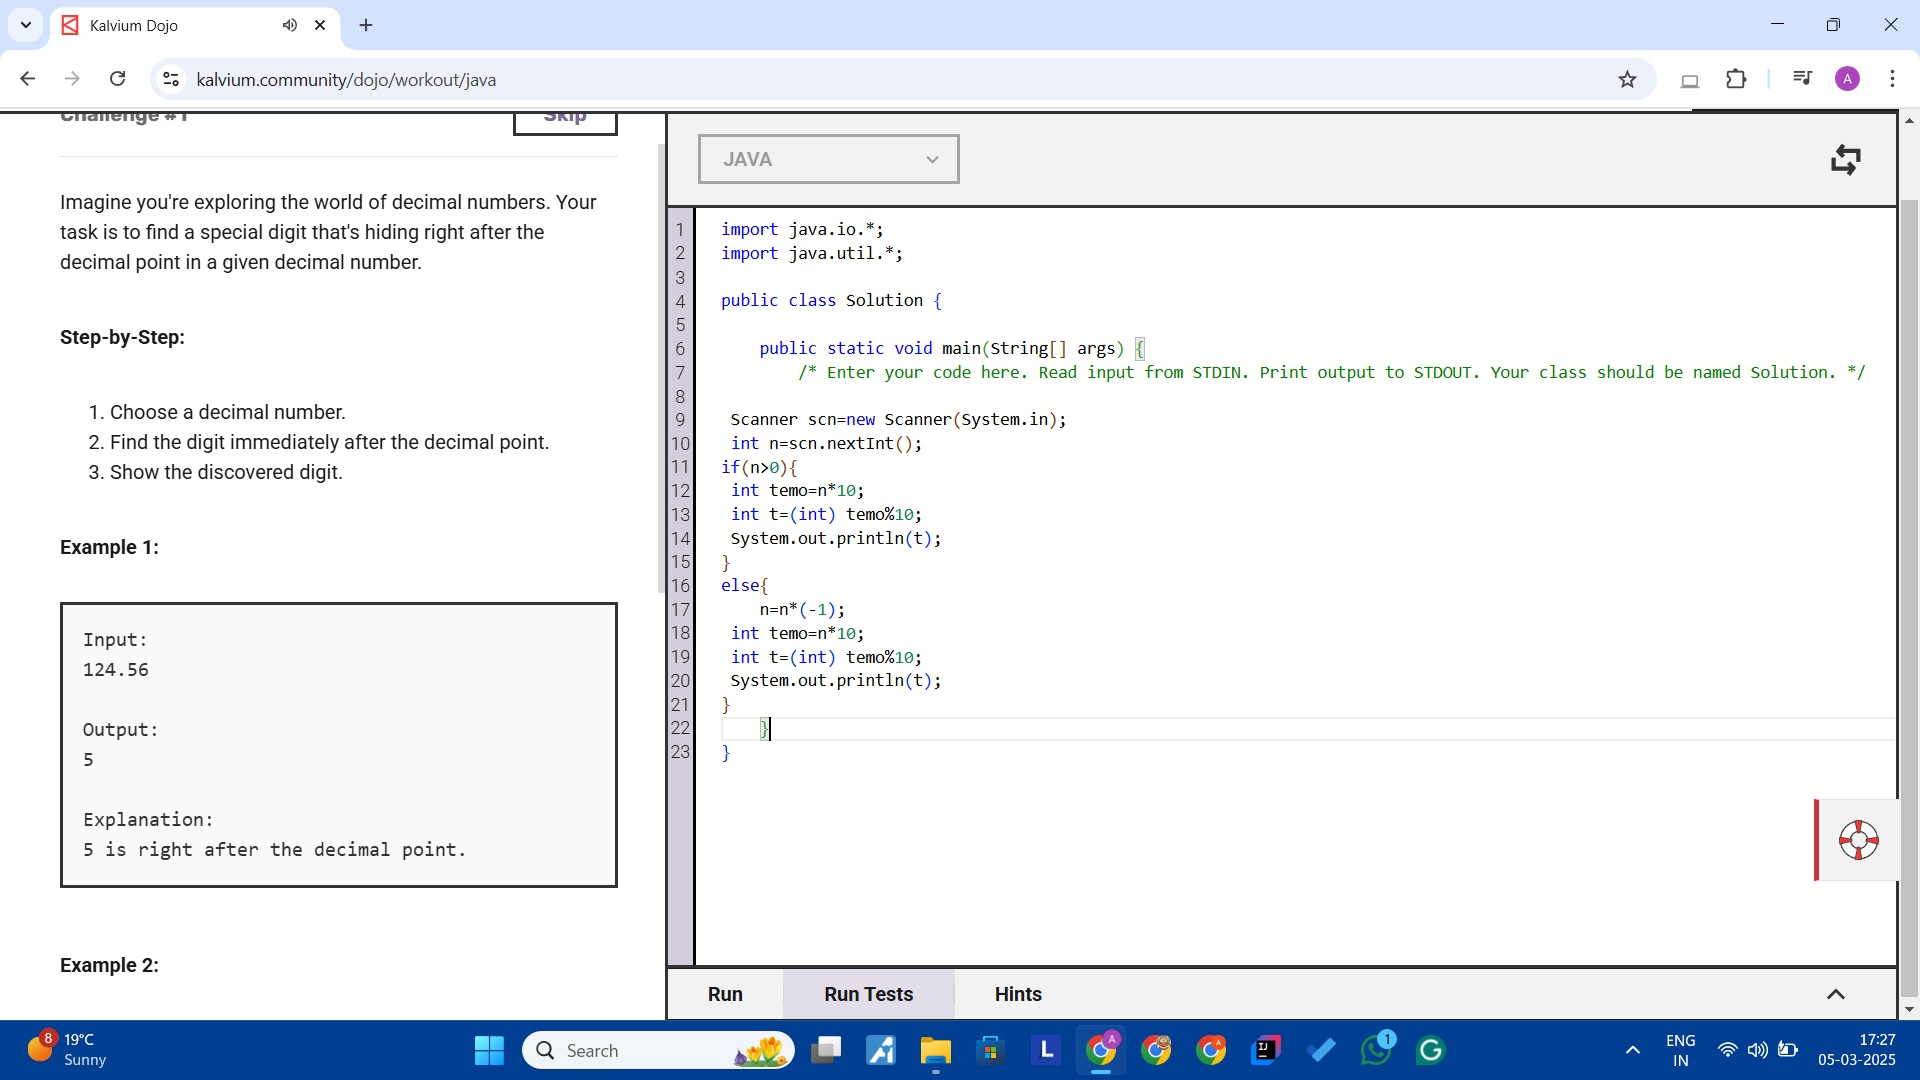 Kalvium Dojo
kalvium.community/dojo/workout/java
A
Challenge #1
Skip
Imagine you're exploring the world of decimal numbers. Your
task is to find a special digit that's hiding right after the
decimal point in a given decimal number.
Step-by-Step:
1. Choose a decimal number.
2. Find the digit immediately after the decimal point.
3. Show the discovered digit.
Example 1:
Input:
124.56
Output:
5
Explanation:
5 is right after the decimal point.
Example 2:
JAVA
1 import java.io.*;
2 import java.util.*;
3
4 public class Solution {
5
6 public static void main(String[] args) {
7 /* Enter your code here. Read input from STDIN. Print output to STDOUT. Your class should be named Solution. */
8
9 Scanner scn=new Scanner(System.in);
10 int n=scn.nextInt();
11 if(n>0){
12 int temo=n*10;
13 int t=(int) temo%10;
14 System.out.println(t);
15 }
16 else{
17 n=n*(-1);
18 int temo=n*10;
19 int t=(int) temo%10;
20 System.out.println(t);
21 }
22 }
23 }
Run
Run Tests
Hints
8
19°C
Sunny
Search
L
A
A
IJ
1
G
ENG
IN
17:27
05-03-2025